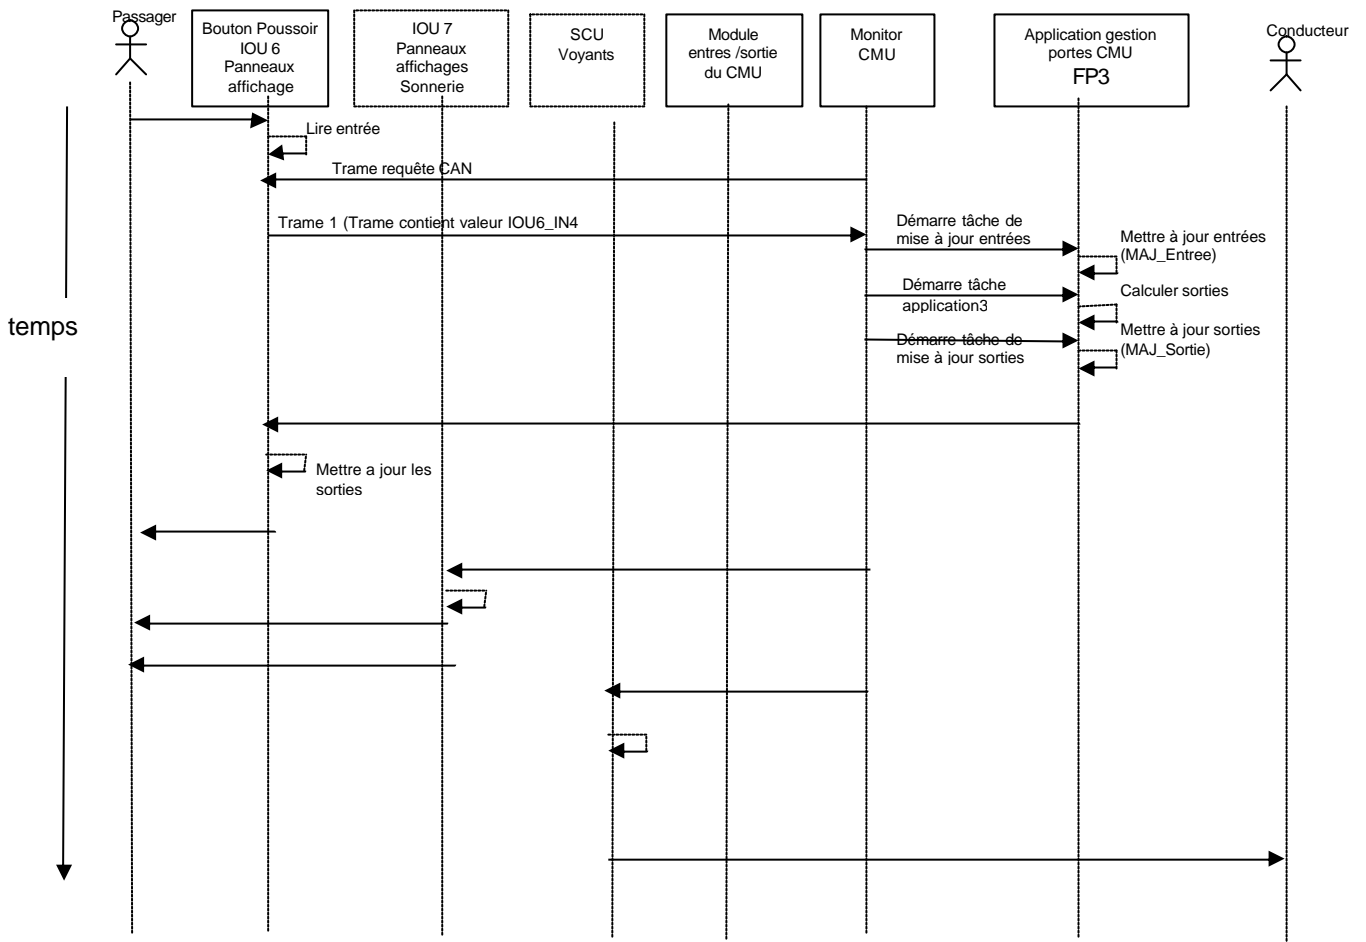 Passager
Bouton Poussoir
IOU 6
Panneaux
affichage
IOU 7
Panneaux
affichages
Sonnerie
SCU
Voyants
Module
entres /sortie
du CMU
Monitor
CMU
Application gestion
portes CMU
FP3
Conducteur
Lire entrée
Trame requête CAN
Trame 1 (Trame contient valeur IOU6_IN4
Démarre tâche de
mise à jour entrées
Mettre à jour entrées
(MAJ_Entree)
Démarre tâche
application3
Calculer sorties
temps
Démarre tâche de
mise à jour sorties
Mettre à jour sorties
(MAJ_Sortie)
Mettre a jour les
sorties